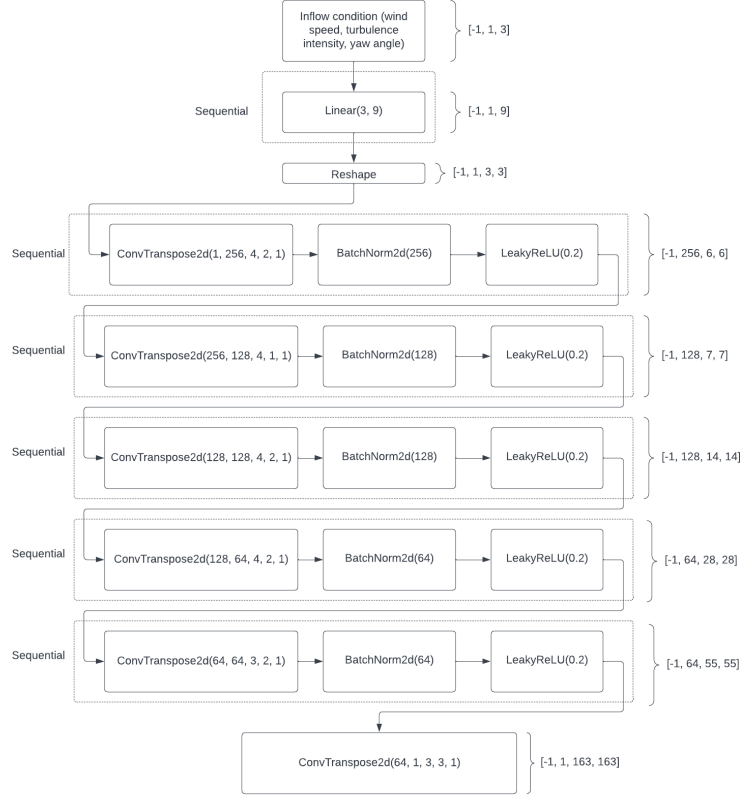 Inflow condition (wind
speed, turbulence
intensity, yaw angle)
[-1, 1, 3]
Sequential
Linear(3, 9)
[-1, 1, 9]
Reshape
[-1, 1, 3, 3]
Sequential
ConvTranspose2d(1, 256, 4, 2, 1)
BatchNorm2d(256)
LeakyReLU(0.2)
[-1, 256, 6, 6]
Sequential
ConvTranspose2d(256, 128, 4, 1, 1)
BatchNorm2d(128)
LeakyReLU(0.2)
[-1, 128, 7, 7]
Sequential
ConvTranspose2d(128, 128, 4, 2, 1)
BatchNorm2d(128)
LeakyReLU(0.2)
[-1, 128, 14, 14]
Sequential
ConvTranspose2d(128, 64, 4, 2, 1)
BatchNorm2d(64)
LeakyReLU(0.2)
[-1, 64, 28, 28]
Sequential
ConvTranspose2d(64, 64, 3, 2, 1)
BatchNorm2d(64)
LeakyReLU(0.2)
[-1, 64, 55, 55]
ConvTranspose2d(64, 1, 3, 3, 1)
[-1, 1, 163, 163]